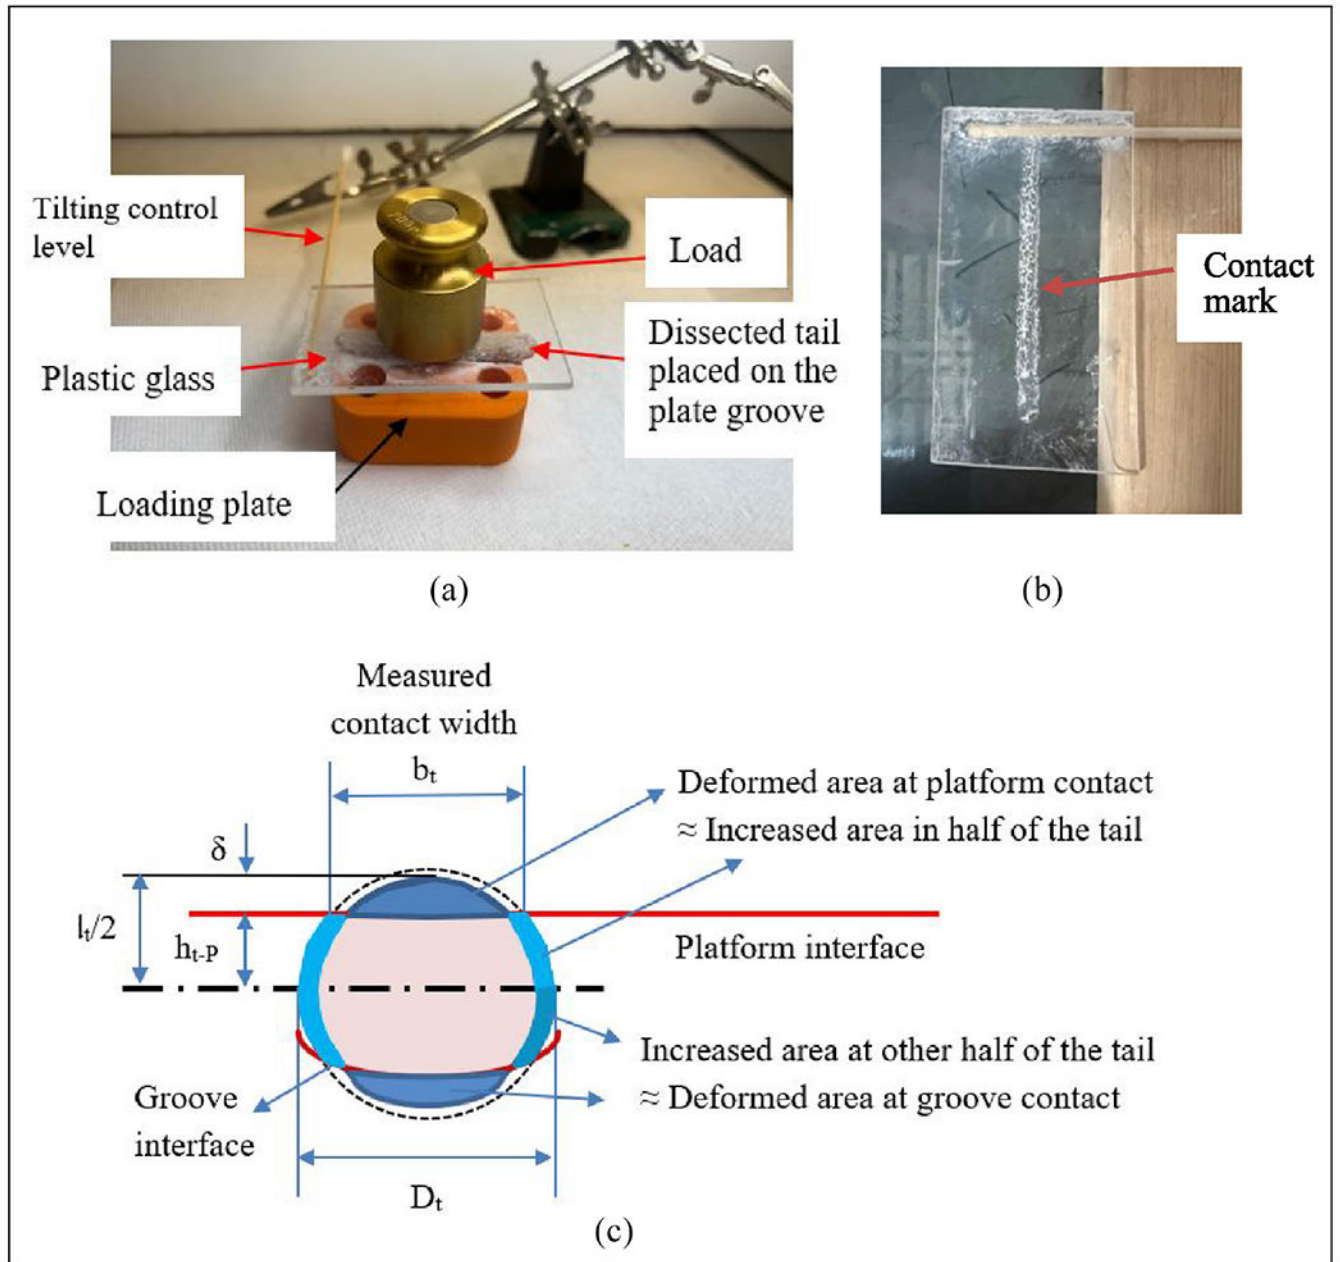 Tilting control
level
Load
Plastic glass
Dissected tail
placed on the
plate groove
Loading plate
(a)
Contact
mark
(b)
Measured
contact width
bₜ
δ
lₜ/2
hₜ₋P
Deformed area at platform contact
≈ Increased area in half of the tail
Platform interface
Increased area at other half of the tail
≈ Deformed area at groove contact
Groove
interface
Dₜ
(c)